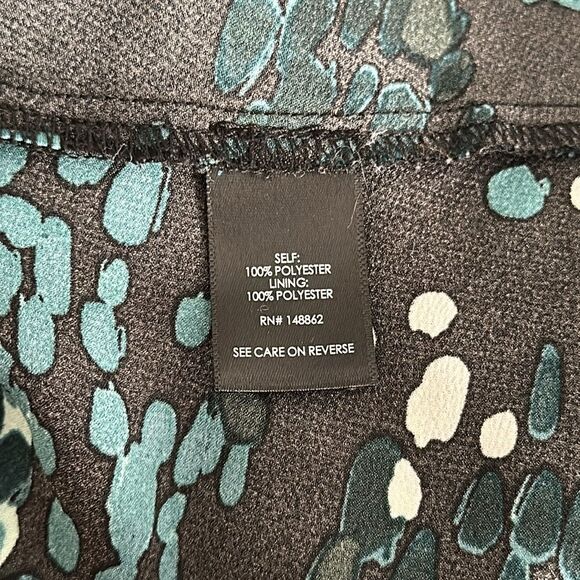 SELF:
100% POLYESTER
LINING:
100% POLYESTER
RN# 148862
SEE CARE ON REVERSE